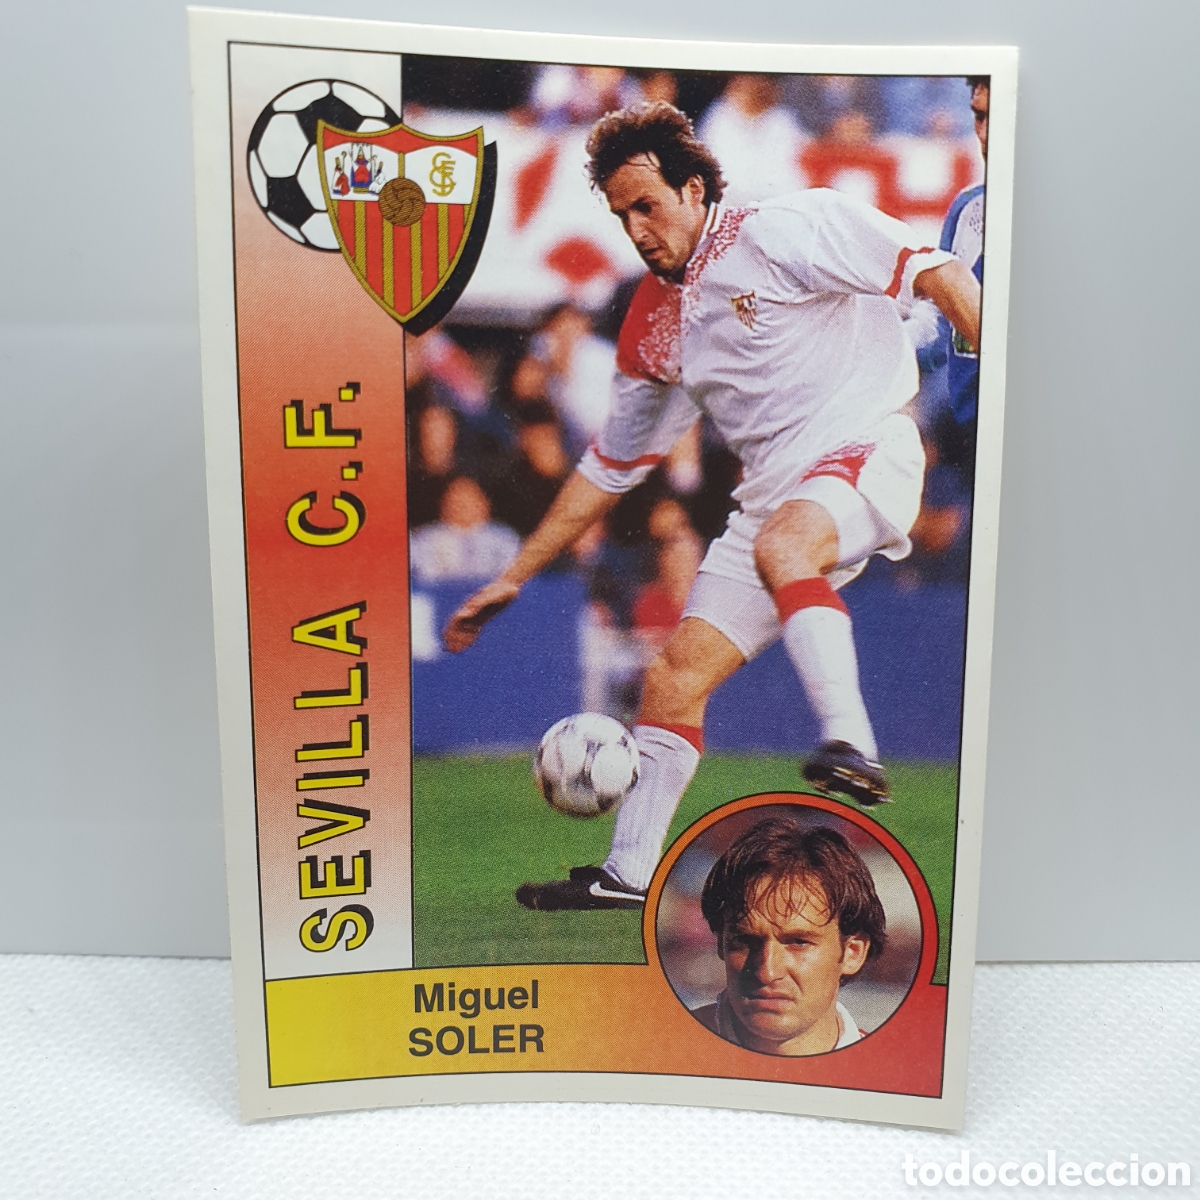 SEVILLA C.F.
Miguel
SOLER
todocoleccion